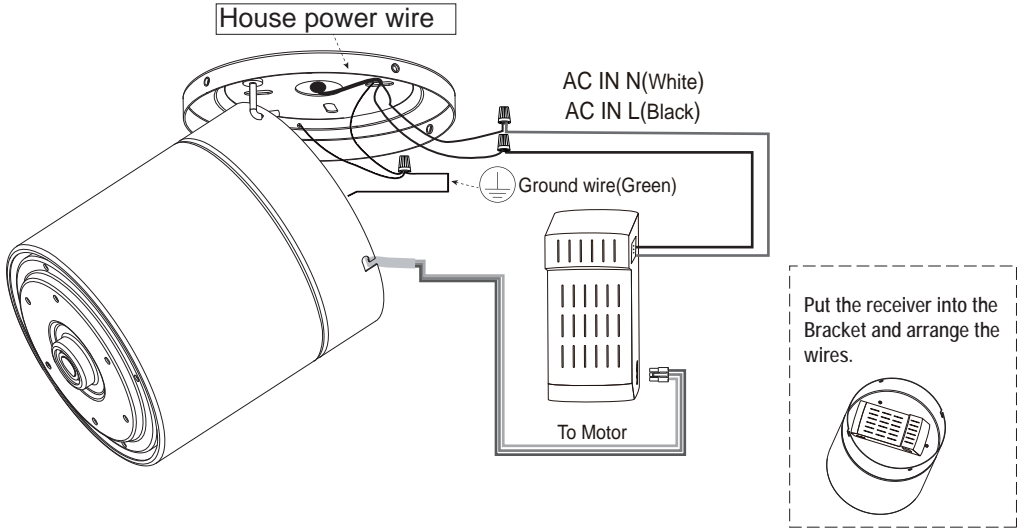 House power wire
AC IN N(White)
AC IN L(Black)
Ground wire(Green)
To Motor
Put the receiver into the
Bracket and arrange the
wires.